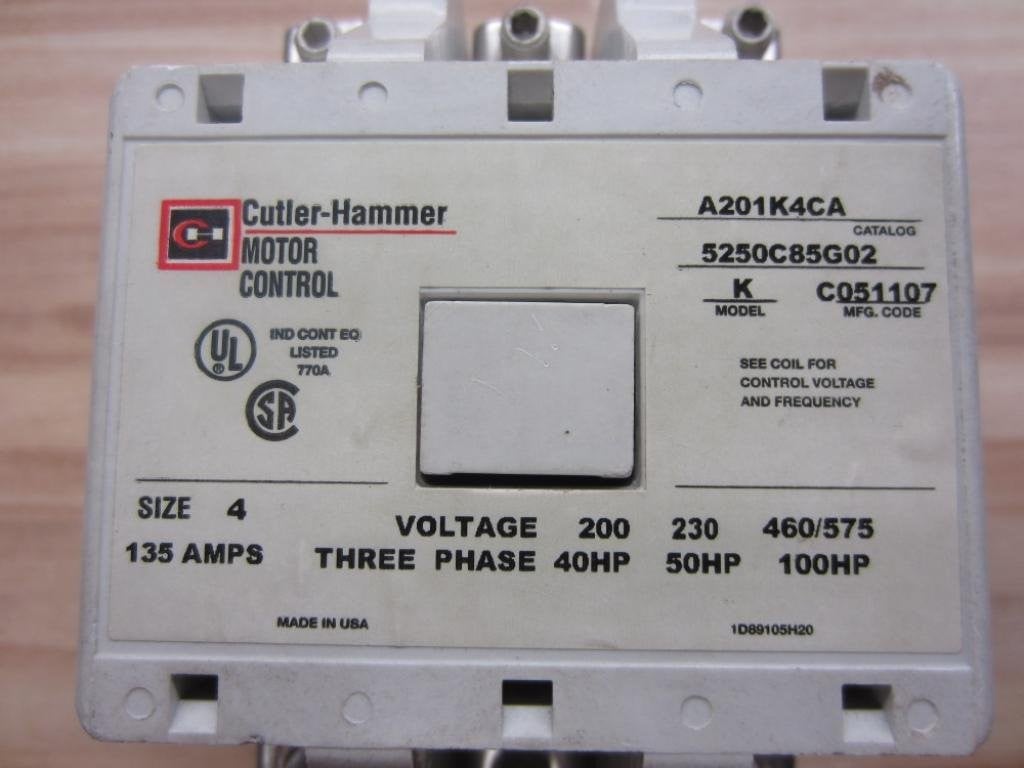 Cutler-Hammer
MOTOR
CONTROL
UL
®
IND CONT EQ
LISTED
770A
SA
A201K4CA
CATALOG
5250C85G02
K C051107
MODEL MFG. CODE
SEE COIL FOR
CONTROL VOLTAGE
AND FREQUENCY
SIZE 4
135 AMPS
VOLTAGE 200 230 460/575
THREE PHASE 40HP 50HP 100HP
MADE IN USA
1D89105H20